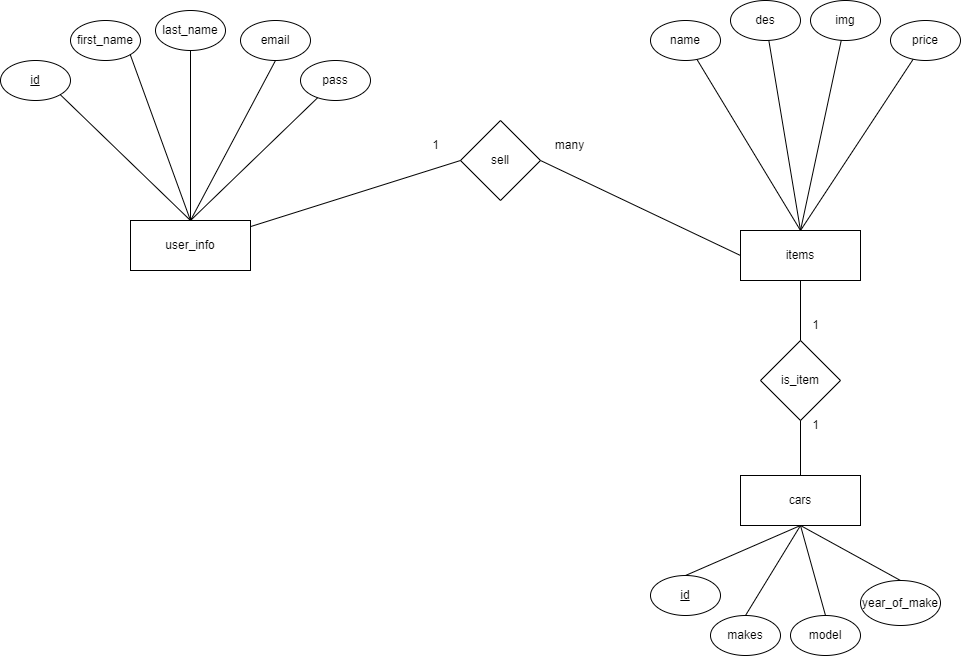 id
first_name
last_name
email
pass
name
des
img
price
1
sell
many
user_info
items
1
is_item
1
cars
id
makes
model
year_of_make